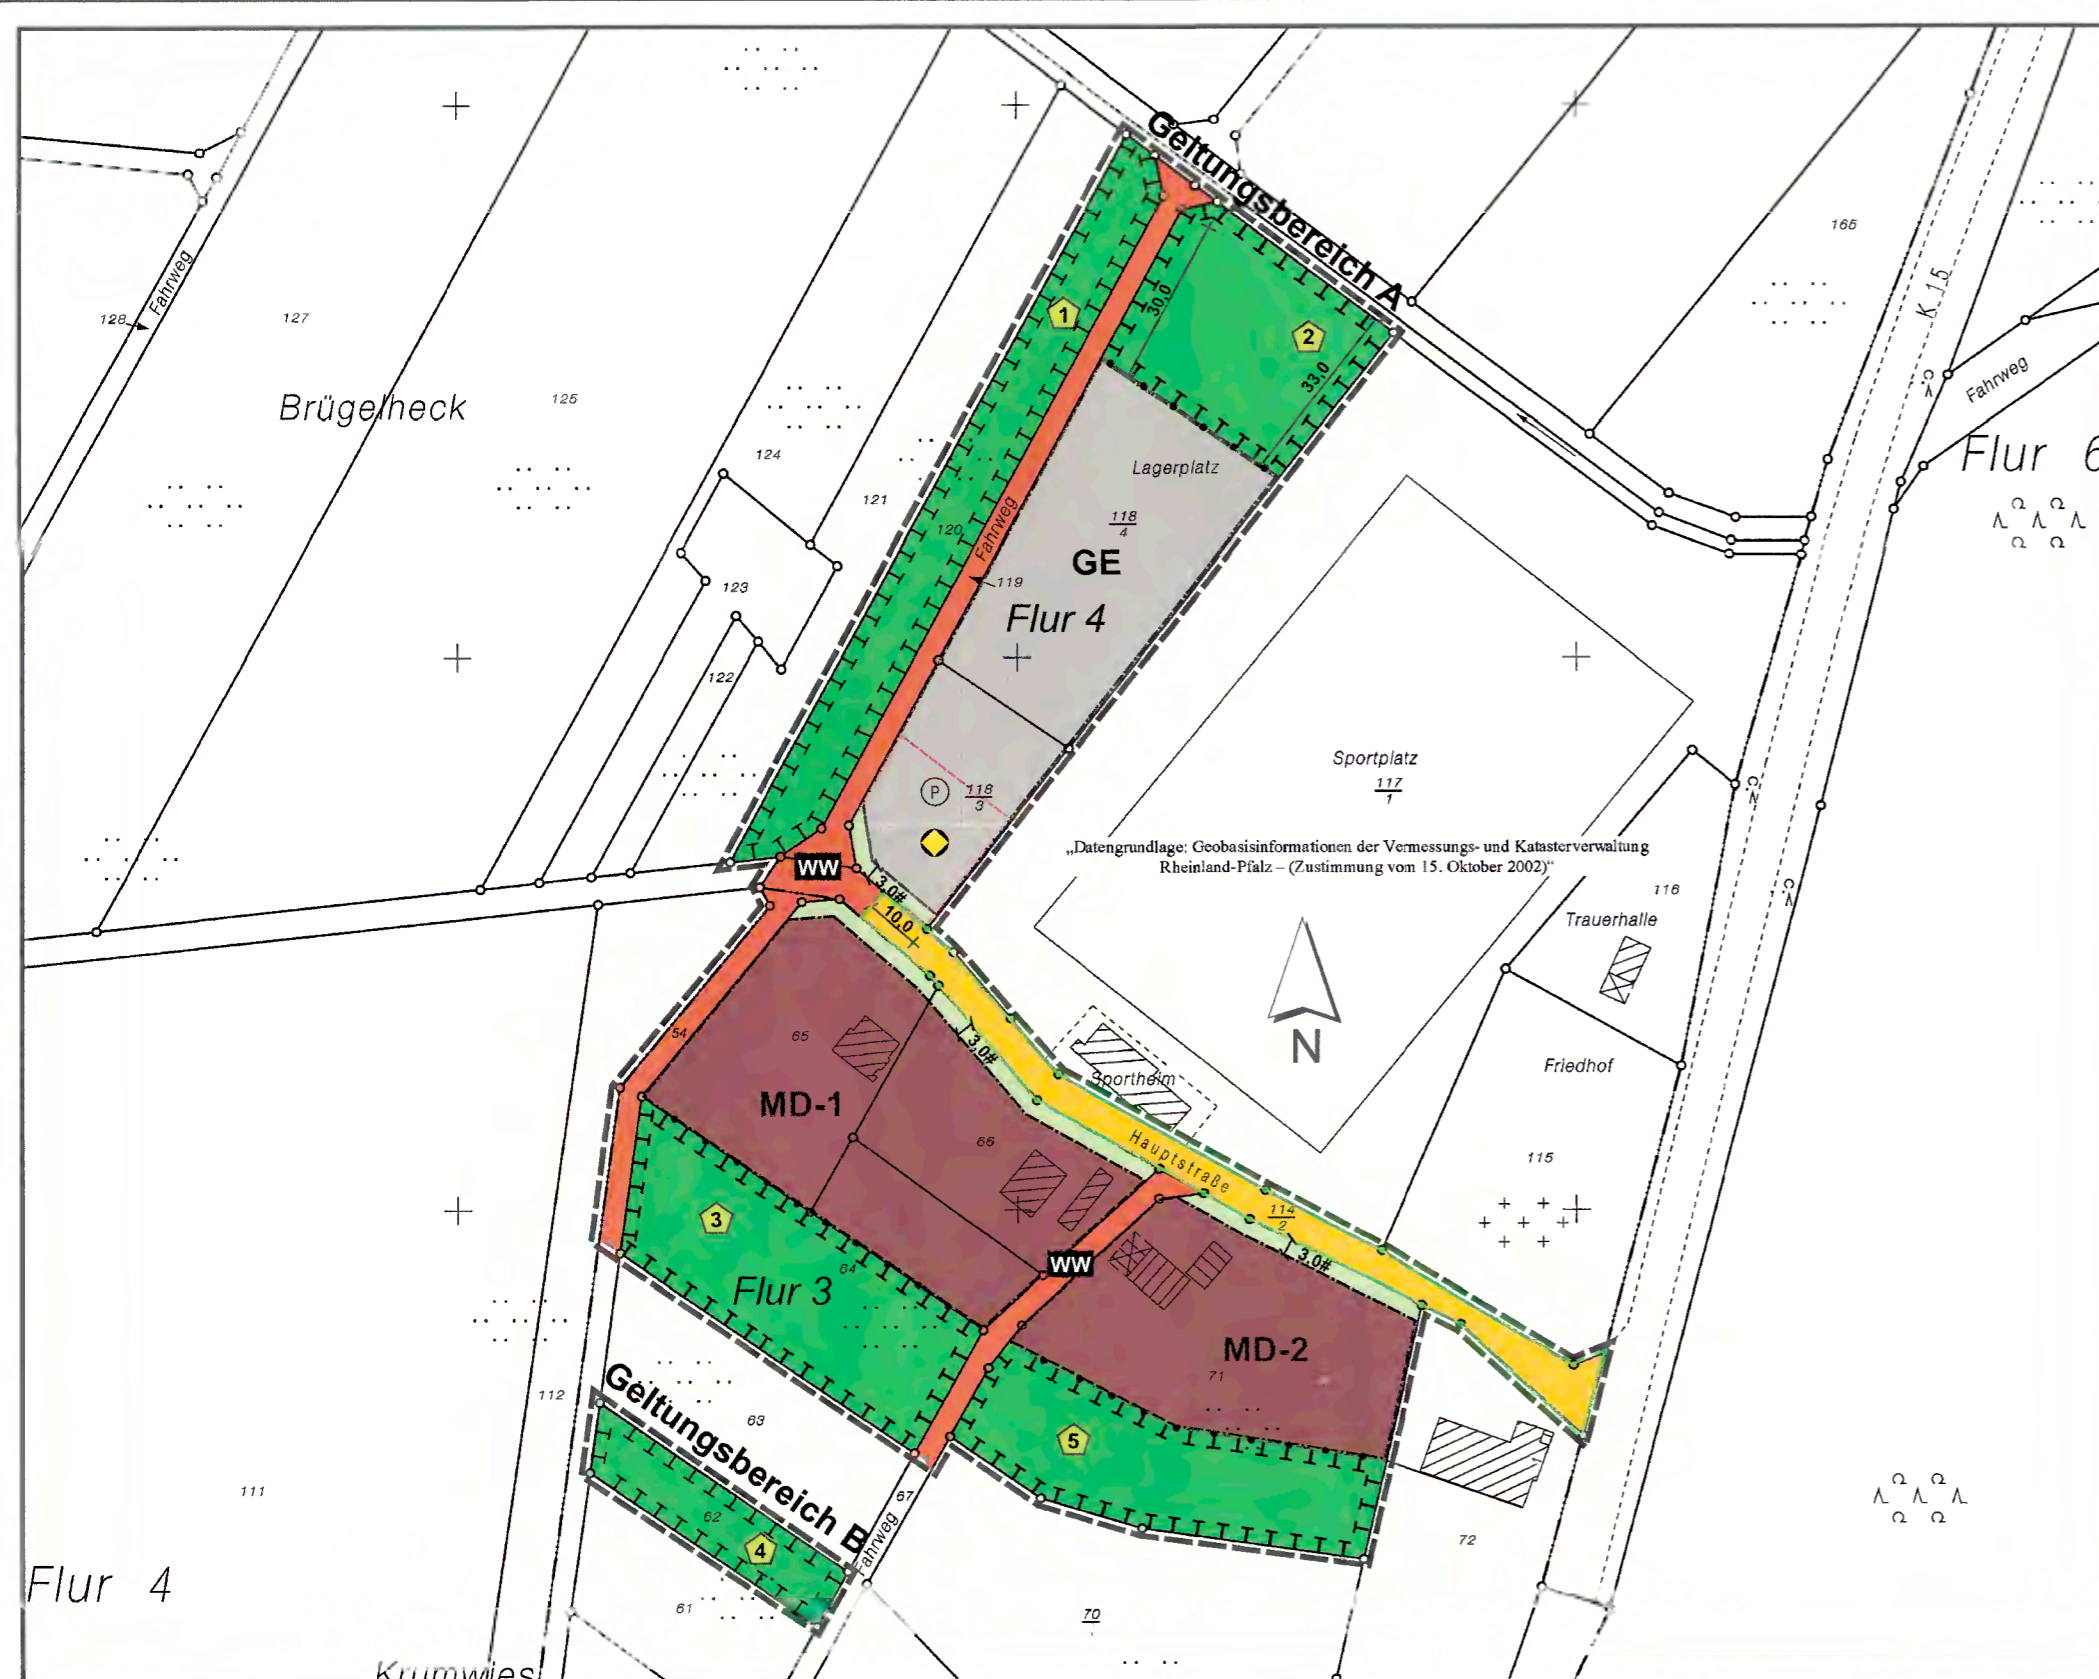 Geltungsbereich A
165
K 15
128
Fahrweg
127
1
30,0
2
33,0
Fahrweg
Brügelheck
125
Flur 6
124
Lagerplatz
121
118
4
120
Fahrweg
GE
119
123
Flur 4
122
Sportplatz
117
1
P
118
3
„Datengrundlage: Geobasisinformationen der Vermessungs- und Katasterverwaltung
Rheinland-Pfalz – (Zustimmung vom 15. Oktober 2002)“
WW
3,0#
116
10,0
Trauerhalle
54
65
3,0#
N
Friedhof
Sportheim
MD-1
66
Hauptstraße
115
3
114
2
64
WW
3,0#
Flur 3
MD-2
71
Geltungsbereich B
112
63
5
111
67
62
4
Fahrweg
72
1
Flur 4
61
70
Krumwies